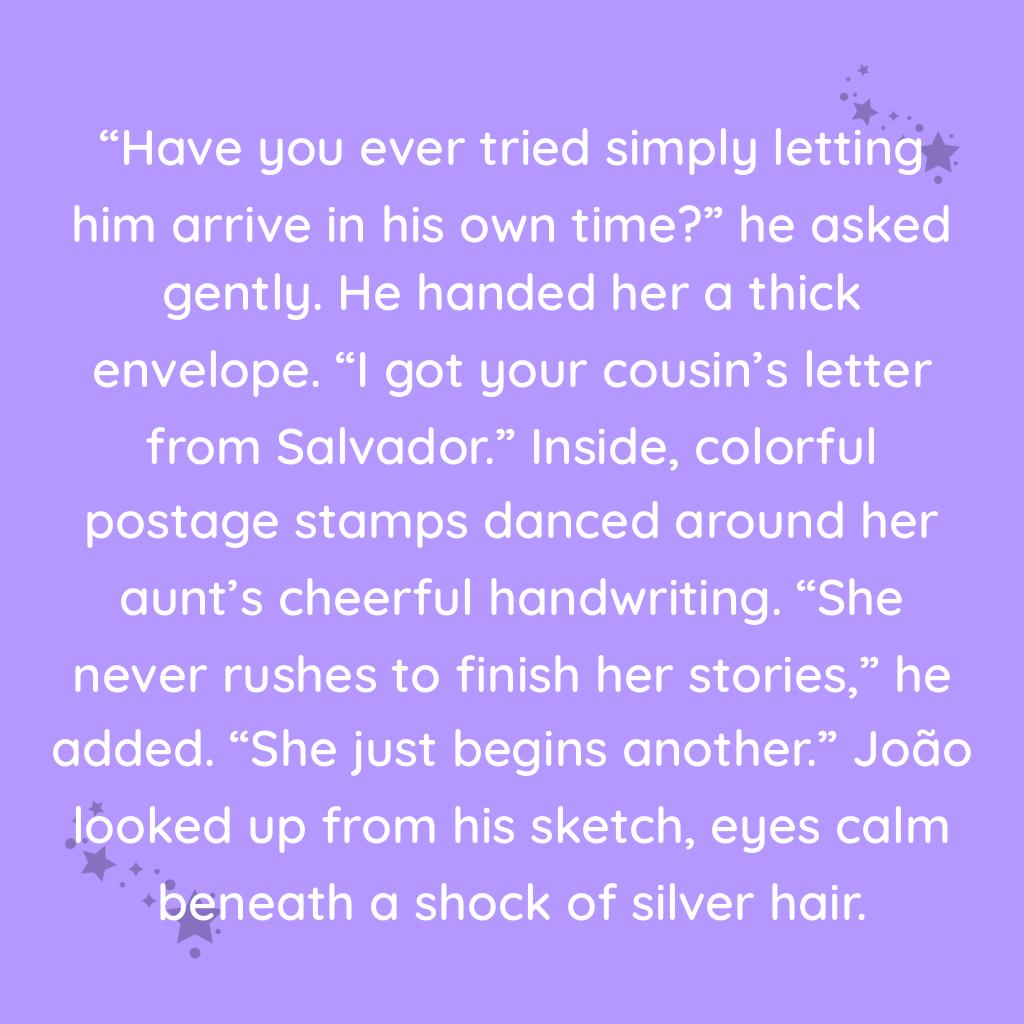 “Have you ever tried simply letting
him arrive in his own time?” he asked
gently. He handed her a thick
envelope. “I got your cousin’s letter
from Salvador.” Inside, colorful
postage stamps danced around her
aunt’s cheerful handwriting. “She
never rushes to finish her stories,” he
added. “She just begins another.” João
looked up from his sketch, eyes calm
beneath a shock of silver hair.